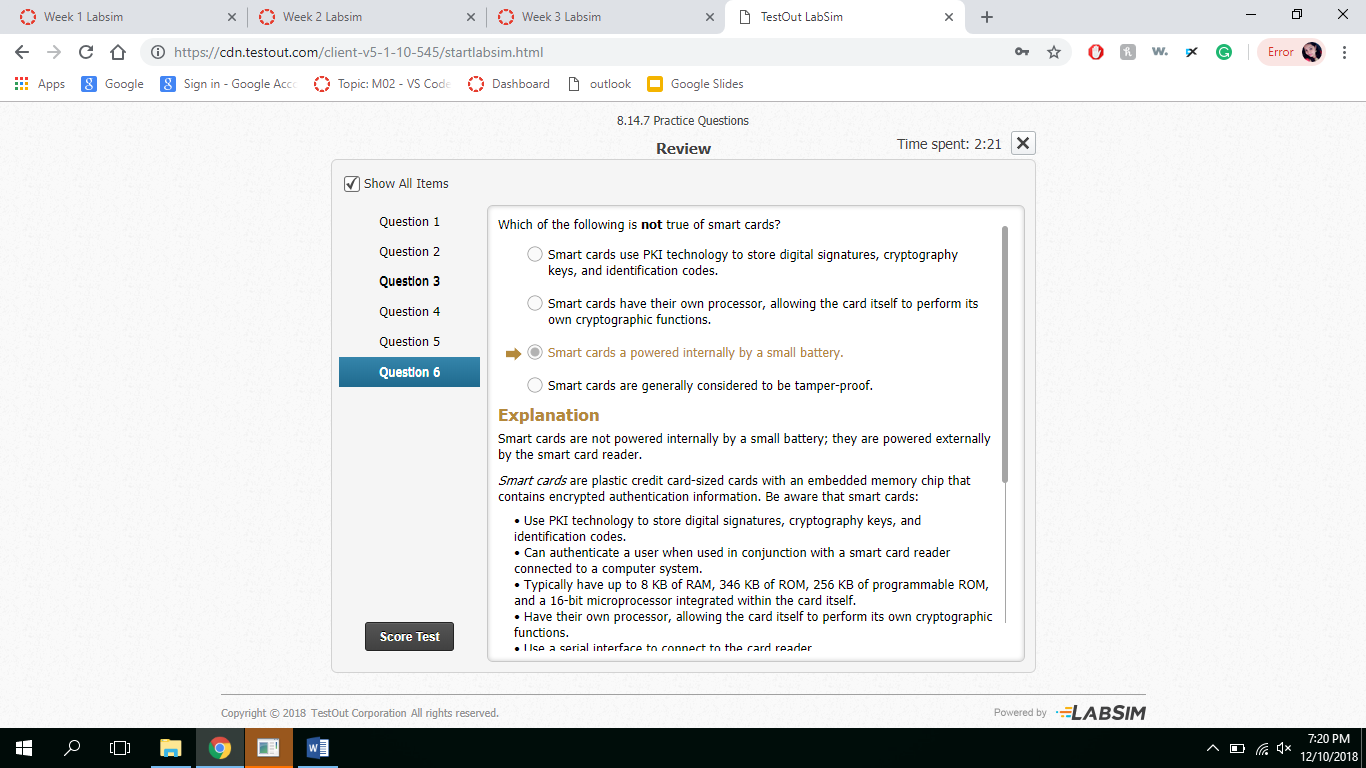 Week 1 Labsim
Week 2 Labsim
Week 3 Labsim
TestOut LabSim
https://cdn.testout.com/client-v5-1-10-545/startlabsim.html
Error
Apps
Google
Sign in - Google Acco
Topic: M02 - VS Code
Dashboard
outlook
Google Slides
8.14.7 Practice Questions
Review
Time spent: 2:21
Show All Items
Question 1
Question 2
Question 3
Question 4
Question 5
Question 6
Score Test
Which of the following is not true of smart cards?
Smart cards use PKI technology to store digital signatures, cryptography
keys, and identification codes.
Smart cards have their own processor, allowing the card itself to perform its
own cryptographic functions.
Smart cards a powered internally by a small battery.
Smart cards are generally considered to be tamper-proof.
Explanation
Smart cards are not powered internally by a small battery; they are powered externally
by the smart card reader.
Smart cards are plastic credit card-sized cards with an embedded memory chip that
contains encrypted authentication information. Be aware that smart cards:
• Use PKI technology to store digital signatures, cryptography keys, and
identification codes.
• Can authenticate a user when used in conjunction with a smart card reader
connected to a computer system.
• Typically have up to 8 KB of RAM, 346 KB of ROM, 256 KB of programmable ROM,
and a 16-bit microprocessor integrated within the card itself.
• Have their own processor, allowing the card itself to perform its own cryptographic
functions.
• Use a serial interface to connect to the card reader
Copyright © 2018 TestOut Corporation All rights reserved.
Powered by LABSIM
7:20 PM
12/10/2018